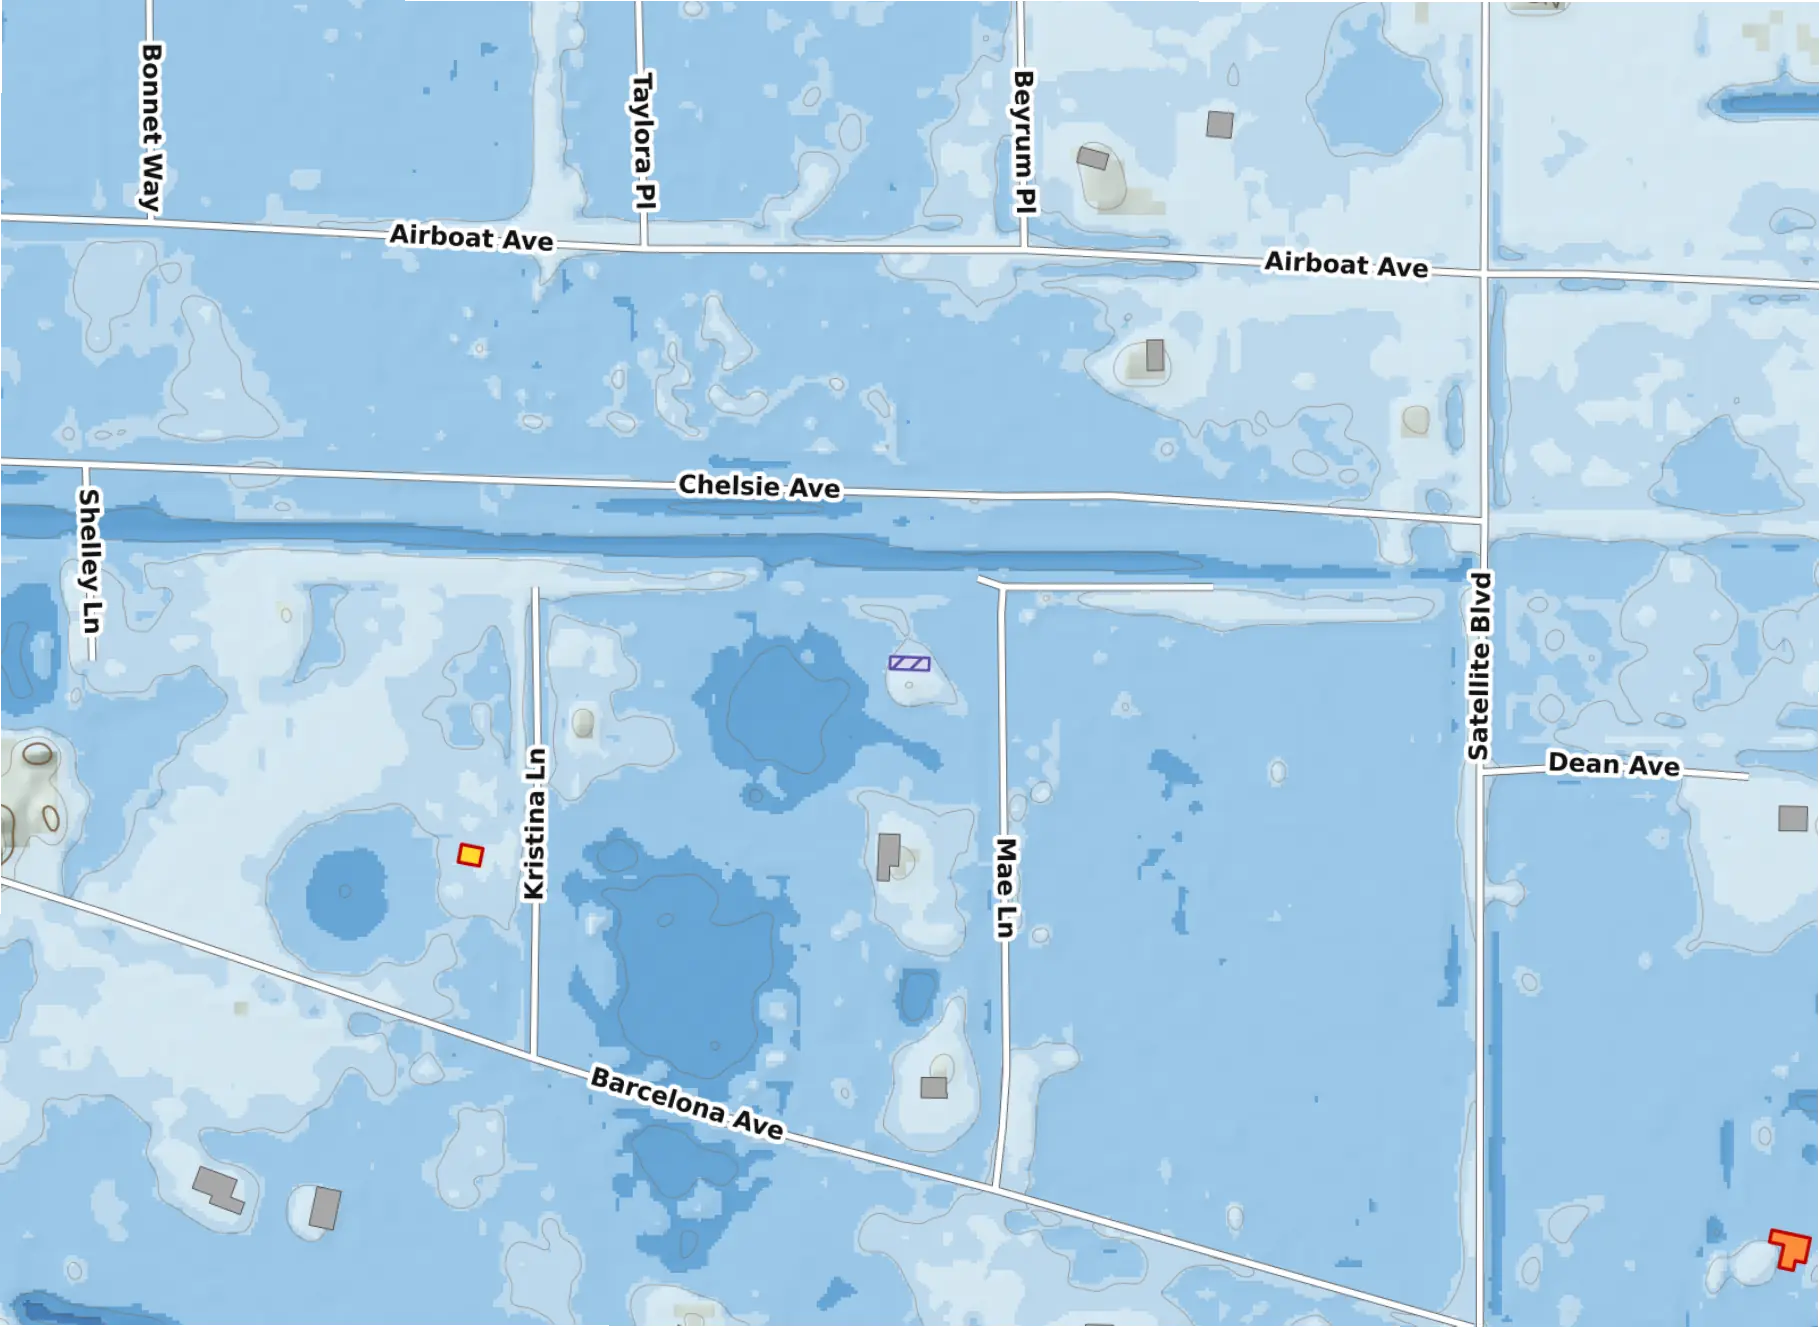 Bonnet Way
Taylora Pl
Beyrum Pl
Airboat Ave
Airboat Ave
Chelsie Ave
Shelley Ln
Satellite Blvd
Kristina Ln
Dean Ave
Mae Ln
Barcelona Ave